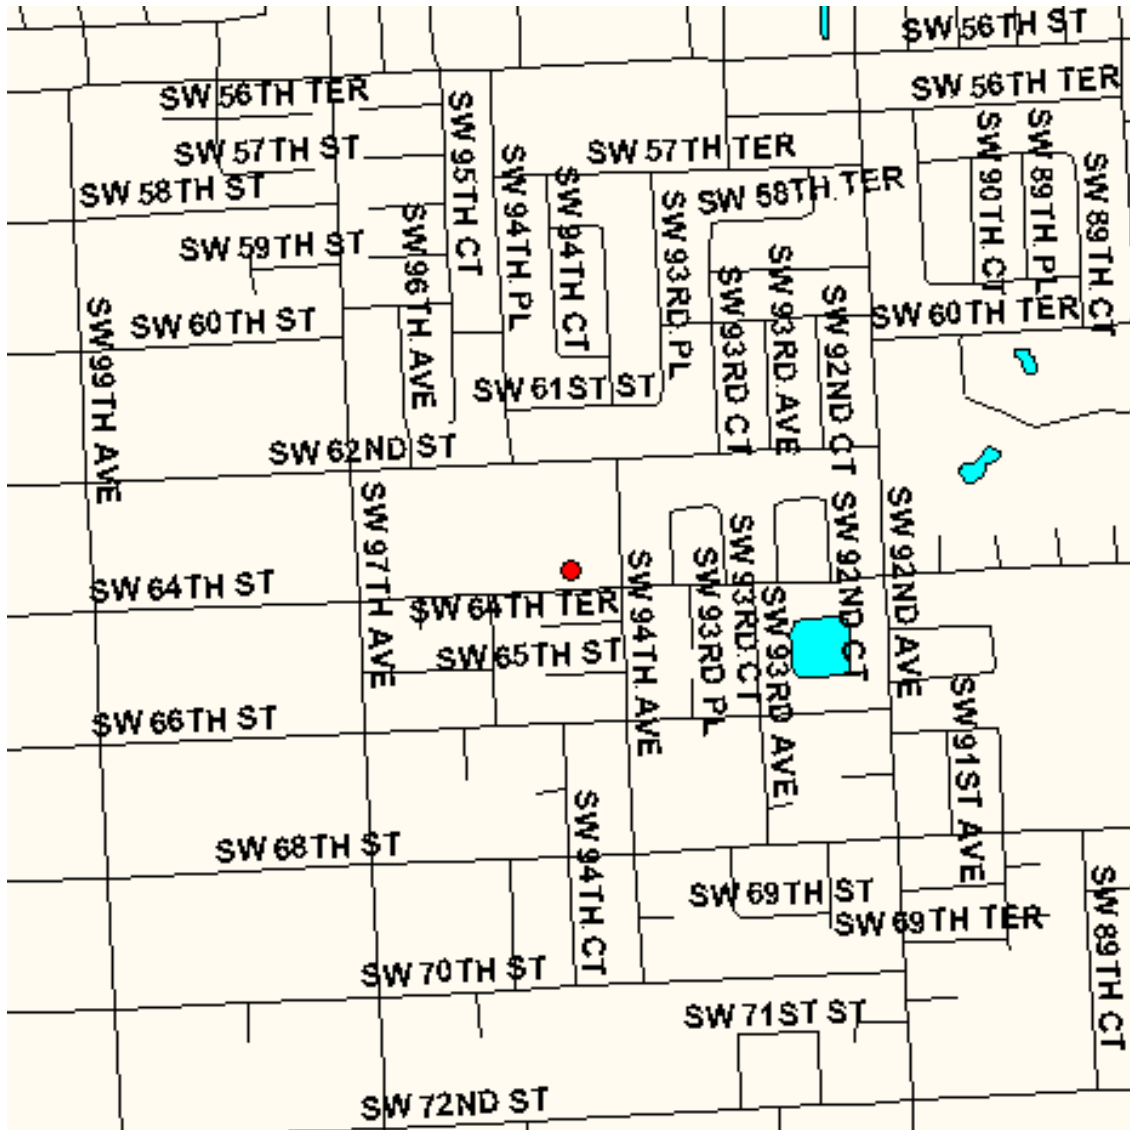 SW 56TH ST
SW 56TH TER
SW 56TH TER
SW 57TH ST
SW 57TH TER
SW 58TH ST
SW 58TH TER
SW 59TH ST
SW 60TH ST
SW 60TH TER
SW 95TH CT
SW 94TH PL
SW 94TH CT
SW 96TH AVE
SW 93RD PL
SW 93RD CT
SW 93RD AVE
SW 92ND CT
SW 90TH CT
SW 89TH PL
SW 89TH CT
SW 99TH AVE
SW 61ST ST
SW 62ND ST
SW 97TH AVE
SW 64TH ST
SW 64TH TER
SW 65TH ST
SW 94TH AVE
SW 93RD PL
SW 93RD CT
SW 93RD AVE
SW 92ND CT
SW 92ND AVE
SW 66TH ST
SW 91ST AVE
SW 68TH ST
SW 94TH CT
SW 69TH ST
SW 69TH TER
SW 89TH CT
SW 70TH ST
SW 71ST ST
SW 72ND ST